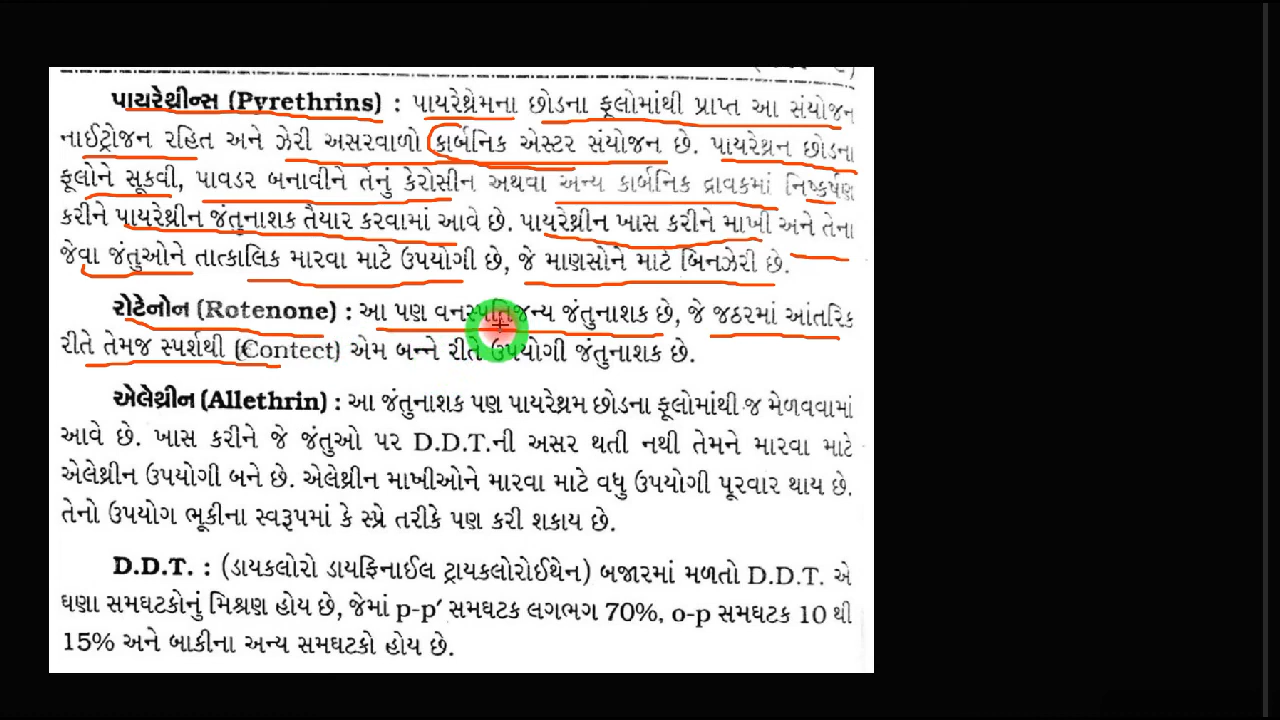 પાયરેથ્રીન્સ (Pyrethrins) : પાયરેથ્રેમના છોડના ફૂલોમાંથી પ્રાપ્ત આ સંયોજન
નાઈટ્રોજન રહિત અને ઝેરી અસરવાળો કાર્બનિક એસ્ટર સંયોજન છે. પાયરેથ્રન છોડના
ફૂલોને સૂકવી, પાવડર બનાવીને તેનું કેરોસીન અથવા અન્ય કાર્બનિક દ્રાવકમાં નિષ્કર્ષણ
કરીને પાયરેથ્રીન જંતુનાશક તૈયાર કરવામાં આવે છે. પાયરેથ્રીન ખાસ કરીને માખી અને તેના
જેવા જંતુઓને તાત્કાલિક મારવા માટે ઉપયોગી છે, જે માણસોને માટે બિનઝેરી છે.
રોટેનોન (Rotenone) : આ પણ વનસ્પતિજન્ય જંતુનાશક છે, જે જઠરમાં આંતરિક
રીતે તેમજ સ્પર્શથી (Contect) એમ બન્ને રીતે ઉપયોગી જંતુનાશક છે.
એલેથ્રીન (Allethrin) : આ જંતુનાશક પણ પાયરેથ્રમ છોડના ફૂલોમાંથી જ મેળવવામાં
આવે છે. ખાસ કરીને જે જંતુઓ પર D.D.T.ની અસર થતી નથી તેમને મારવા માટે
એલેથ્રીન ઉપયોગી બને છે. એલેથ્રીન માખીઓને મારવા માટે વધુ ઉપયોગી પૂરવાર થાય છે.
તેનો ઉપયોગ ભૂકીના સ્વરૂપમાં કે સ્પ્રે તરીકે પણ કરી શકાય છે.
D.D.T. : (ડાયક્લોરો ડાયફિનાઈલ ટ્રાયક્લોરોઈથેન) બજારમાં મળતો D.D.T. એ
ઘણા સમઘટકોનું મિશ્રણ હોય છે, જેમાં p-p′ સમઘટક લગભગ 70%, o-p સમઘટક 10 થી
15% અને બાકીના અન્ય સમઘટકો હોય છે.